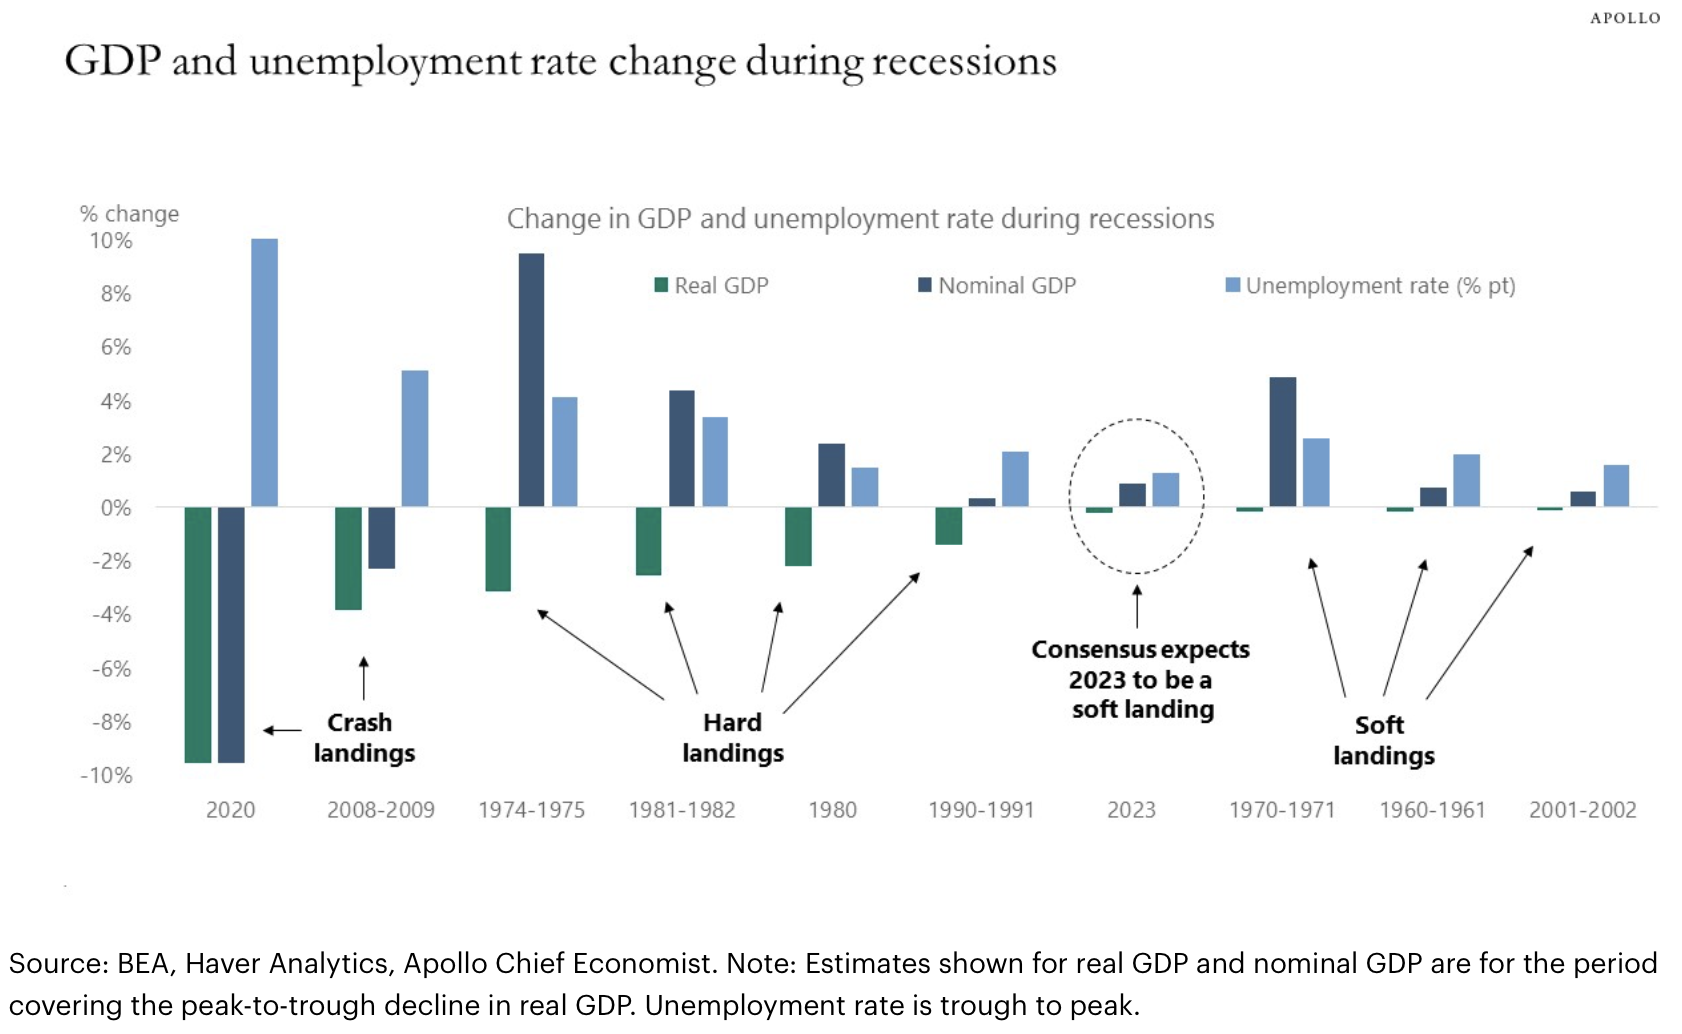 APOLLO
GDP and unemployment rate change during recessions
% change
Change in GDP and unemployment rate during recessions
10%
Real GDP
Nominal GDP
Unemployment rate (% pt)
8%
6%
4%
2%
0%
-2%
-4%
-6%
-8%
-10%
Crash
landings
Hard
landings
Consensus expects
2023 to be a
soft landing
Soft
landings
2020
2008-2009
1974-1975
1981-1982
1980
1990-1991
2023
1970-1971
1960-1961
2001-2002
Source: BEA, Haver Analytics, Apollo Chief Economist. Note: Estimates shown for real GDP and nominal GDP are for the period
covering the peak-to-trough decline in real GDP. Unemployment rate is trough to peak.